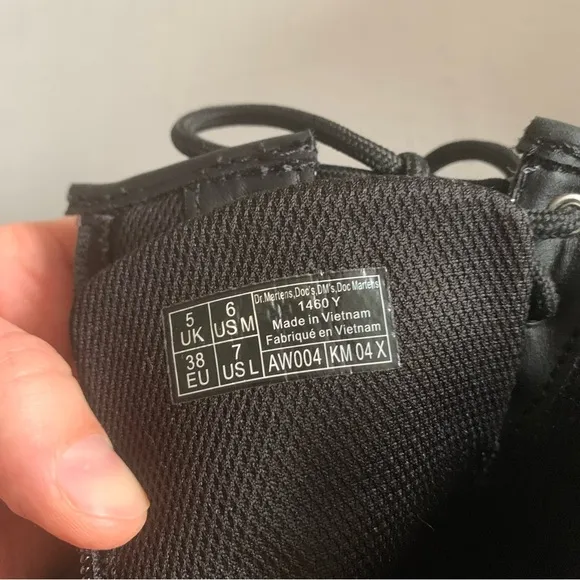 5 UK
6 US M
38 EU
7 US L
Dr.Martens,Doc's,DM's,Doc Martens
1460 Y
Made in Vietnam
Fabriqué en Vietnam
AW004
KM 04 X